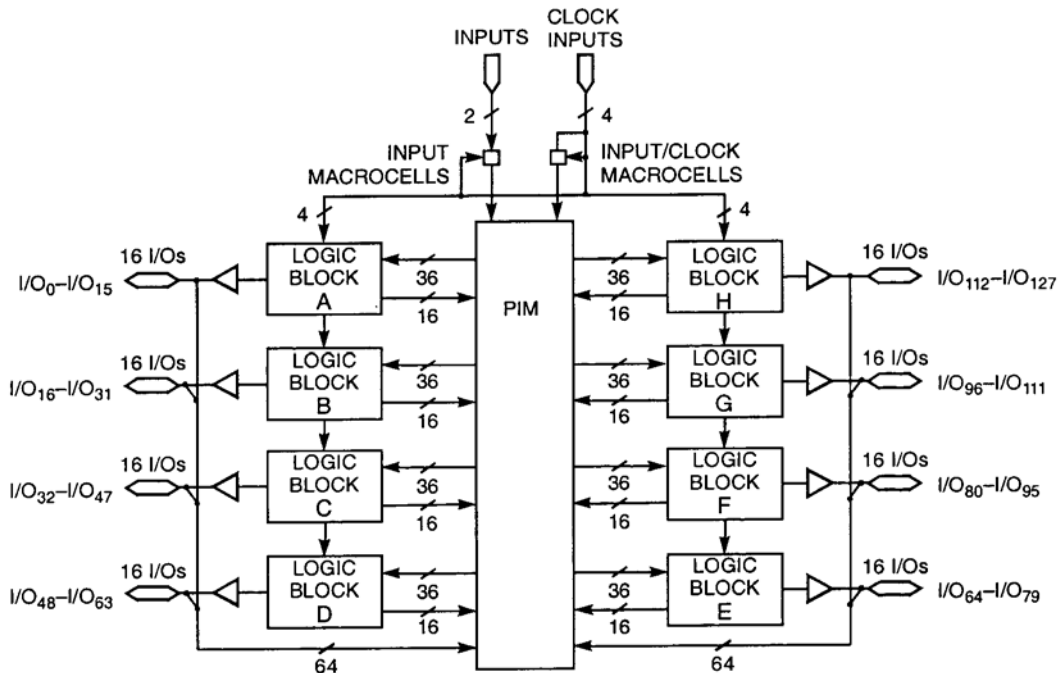 INPUTS
CLOCK
INPUTS
2
4
INPUT
MACROCELLS
INPUT/CLOCK
MACROCELLS
4
4
16 I/Os
I/O₀–I/O₁₅
LOGIC
BLOCK
A
36
16
PIM
36
16
LOGIC
BLOCK
H
16 I/Os
I/O₁₁₂–I/O₁₂₇
16 I/Os
I/O₁₆–I/O₃₁
LOGIC
BLOCK
B
36
16
36
16
LOGIC
BLOCK
G
16 I/Os
I/O₉₆–I/O₁₁₁
16 I/Os
I/O₃₂–I/O₄₇
LOGIC
BLOCK
C
36
16
36
16
LOGIC
BLOCK
F
16 I/Os
I/O₈₀–I/O₉₅
16 I/Os
I/O₄₈–I/O₆₃
LOGIC
BLOCK
D
36
16
36
16
LOGIC
BLOCK
E
16 I/Os
I/O₆₄–I/O₇₉
64
64